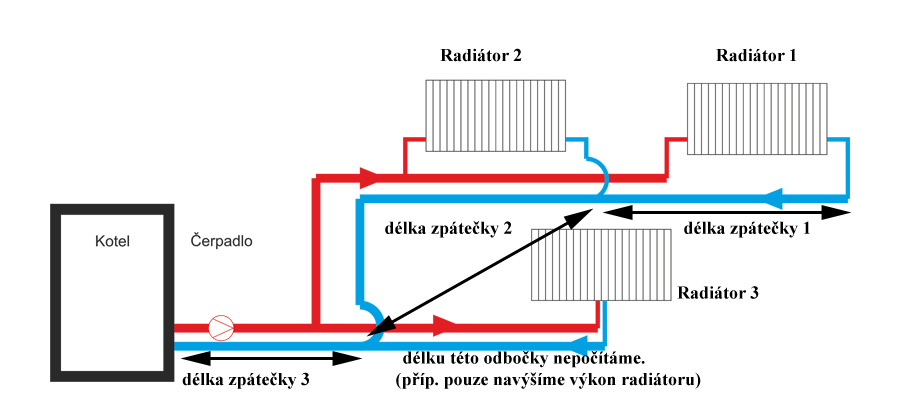 Radiátor 2
Radiátor 1
Kotel
Čerpadlo
délka zpátečky 2
délka zpátečky 1
Radiátor 3
délku této odbočky nepočítáme.
(příp. pouze navýšíme výkon radiátoru)
délka zpátečky 3